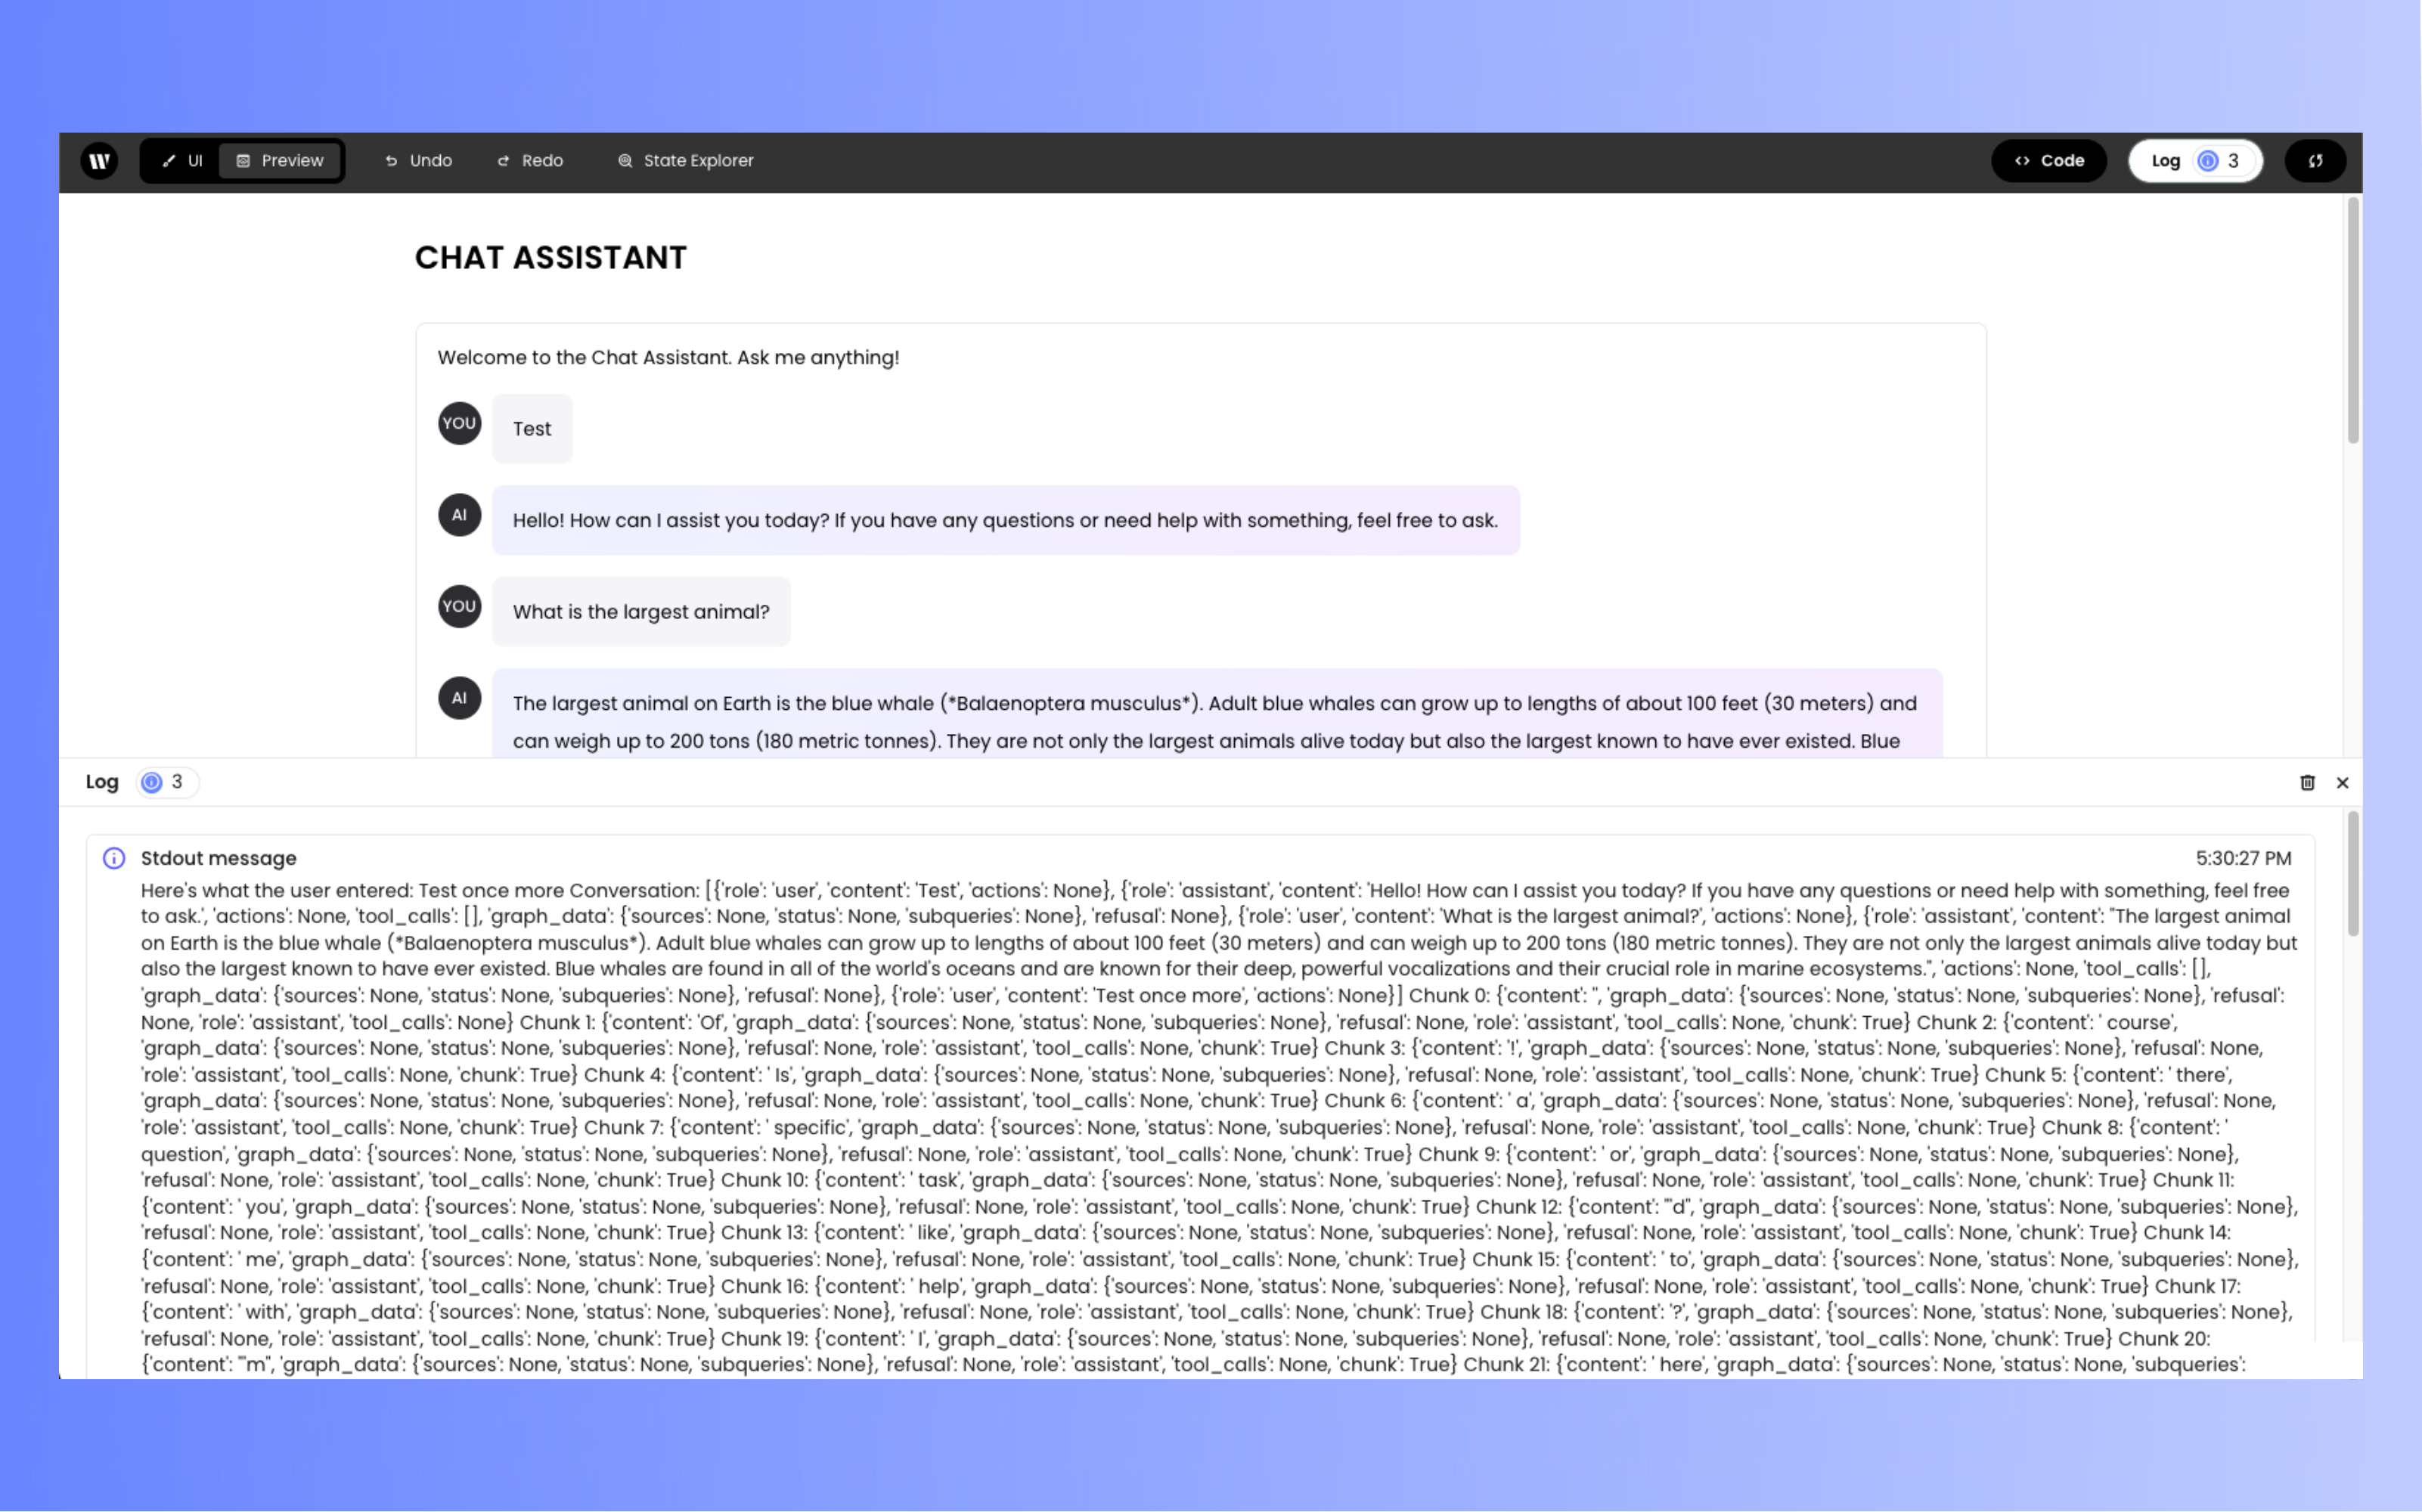 W UI Preview Undo Redo State Explorer Code Log 3
CHAT ASSISTANT
Welcome to the Chat Assistant. Ask me anything!
YOU Test
AI Hello! How can I assist you today? If you have any questions or need help with something, feel free to ask.
YOU What is the largest animal?
AI The largest animal on Earth is the blue whale (*Balaenoptera musculus*). Adult blue whales can grow up to lengths of about 100 feet (30 meters) and
can weigh up to 200 tons (180 metric tonnes). They are not only the largest animals alive today but also the largest known to have ever existed. Blue
Log 3
Stdout message 5:30:27 PM
Here's what the user entered: Test once more Conversation: [{'role': 'user', 'content': 'Test', 'actions': None}, {'role': 'assistant', 'content': 'Hello! How can I assist you today? If you have any questions or need help with something, feel free
to ask.', 'actions': None, 'tool_calls': [], 'graph_data': {'sources': None, 'status': None, 'subqueries': None}, 'refusal': None}, {'role': 'user', 'content': 'What is the largest animal?', 'actions': None}, {'role': 'assistant', 'content': "The largest animal
on Earth is the blue whale (*Balaenoptera musculus*). Adult blue whales can grow up to lengths of about 100 feet (30 meters) and can weigh up to 200 tons (180 metric tonnes). They are not only the largest animals alive today but
also the largest known to have ever existed. Blue whales are found in all of the world's oceans and are known for their deep, powerful vocalizations and their crucial role in marine ecosystems.", 'actions': None, 'tool_calls': [],
'graph_data': {'sources': None, 'status': None, 'subqueries': None}, 'refusal': None}, {'role': 'user', 'content': 'Test once more', 'actions': None}] Chunk 0: {'content': '', 'graph_data': {'sources': None, 'status': None, 'subqueries': None}, 'refusal':
None, 'role': 'assistant', 'tool_calls': None} Chunk 1: {'content': 'Of', 'graph_data': {'sources': None, 'status': None, 'subqueries': None}, 'refusal': None, 'role': 'assistant', 'tool_calls': None, 'chunk': True} Chunk 2: {'content': ' course',
'graph_data': {'sources': None, 'status': None, 'subqueries': None}, 'refusal': None, 'role': 'assistant', 'tool_calls': None, 'chunk': True} Chunk 3: {'content': '!', 'graph_data': {'sources': None, 'status': None, 'subqueries': None}, 'refusal': None,
'role': 'assistant', 'tool_calls': None, 'chunk': True} Chunk 4: {'content': ' Is', 'graph_data': {'sources': None, 'status': None, 'subqueries': None}, 'refusal': None, 'role': 'assistant', 'tool_calls': None, 'chunk': True} Chunk 5: {'content': ' there',
'graph_data': {'sources': None, 'status': None, 'subqueries': None}, 'refusal': None, 'role': 'assistant', 'tool_calls': None, 'chunk': True} Chunk 6: {'content': ' a', 'graph_data': {'sources': None, 'status': None, 'subqueries': None}, 'refusal': None,
'role': 'assistant', 'tool_calls': None, 'chunk': True} Chunk 7: {'content': ' specific', 'graph_data': {'sources': None, 'status': None, 'subqueries': None}, 'refusal': None, 'role': 'assistant', 'tool_calls': None, 'chunk': True} Chunk 8: {'content': '
question', 'graph_data': {'sources': None, 'status': None, 'subqueries': None}, 'refusal': None, 'role': 'assistant', 'tool_calls': None, 'chunk': True} Chunk 9: {'content': ' or', 'graph_data': {'sources': None, 'status': None, 'subqueries': None},
'refusal': None, 'role': 'assistant', 'tool_calls': None, 'chunk': True} Chunk 10: {'content': ' task', 'graph_data': {'sources': None, 'status': None, 'subqueries': None}, 'refusal': None, 'role': 'assistant', 'tool_calls': None, 'chunk': True} Chunk 11:
{'content': ' you', 'graph_data': {'sources': None, 'status': None, 'subqueries': None}, 'refusal': None, 'role': 'assistant', 'tool_calls': None, 'chunk': True} Chunk 12: {'content': "'d", 'graph_data': {'sources': None, 'status': None, 'subqueries': None},
'refusal': None, 'role': 'assistant', 'tool_calls': None, 'chunk': True} Chunk 13: {'content': ' like', 'graph_data': {'sources': None, 'status': None, 'subqueries': None}, 'refusal': None, 'role': 'assistant', 'tool_calls': None, 'chunk': True} Chunk 14:
{'content': ' me', 'graph_data': {'sources': None, 'status': None, 'subqueries': None}, 'refusal': None, 'role': 'assistant', 'tool_calls': None, 'chunk': True} Chunk 15: {'content': ' to', 'graph_data': {'sources': None, 'status': None, 'subqueries': None},
'refusal': None, 'role': 'assistant', 'tool_calls': None, 'chunk': True} Chunk 16: {'content': ' help', 'graph_data': {'sources': None, 'status': None, 'subqueries': None}, 'refusal': None, 'role': 'assistant', 'tool_calls': None, 'chunk': True} Chunk 17:
{'content': ' with', 'graph_data': {'sources': None, 'status': None, 'subqueries': None}, 'refusal': None, 'role': 'assistant', 'tool_calls': None, 'chunk': True} Chunk 18: {'content': '?', 'graph_data': {'sources': None, 'status': None, 'subqueries': None},
'refusal': None, 'role': 'assistant', 'tool_calls': None, 'chunk': True} Chunk 19: {'content': ' I', 'graph_data': {'sources': None, 'status': None, 'subqueries': None}, 'refusal': None, 'role': 'assistant', 'tool_calls': None, 'chunk': True} Chunk 20:
{'content': "'m", 'graph_data': {'sources': None, 'status': None, 'subqueries': None}, 'refusal': None, 'role': 'assistant', 'tool_calls': None, 'chunk': True} Chunk 21: {'content': ' here', 'graph_data': {'sources': None, 'status': None, 'subqueries':